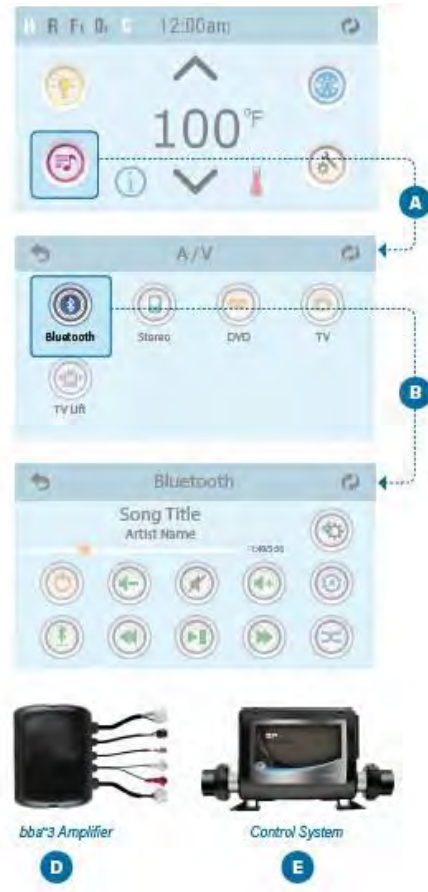 H R F 12:00am
100°F
A
A/V
Bluetooth Stereo DVD TV
TV Lift
B
Bluetooth
Song Title
Artist Name
bba™3 Amplifier Control System
D E